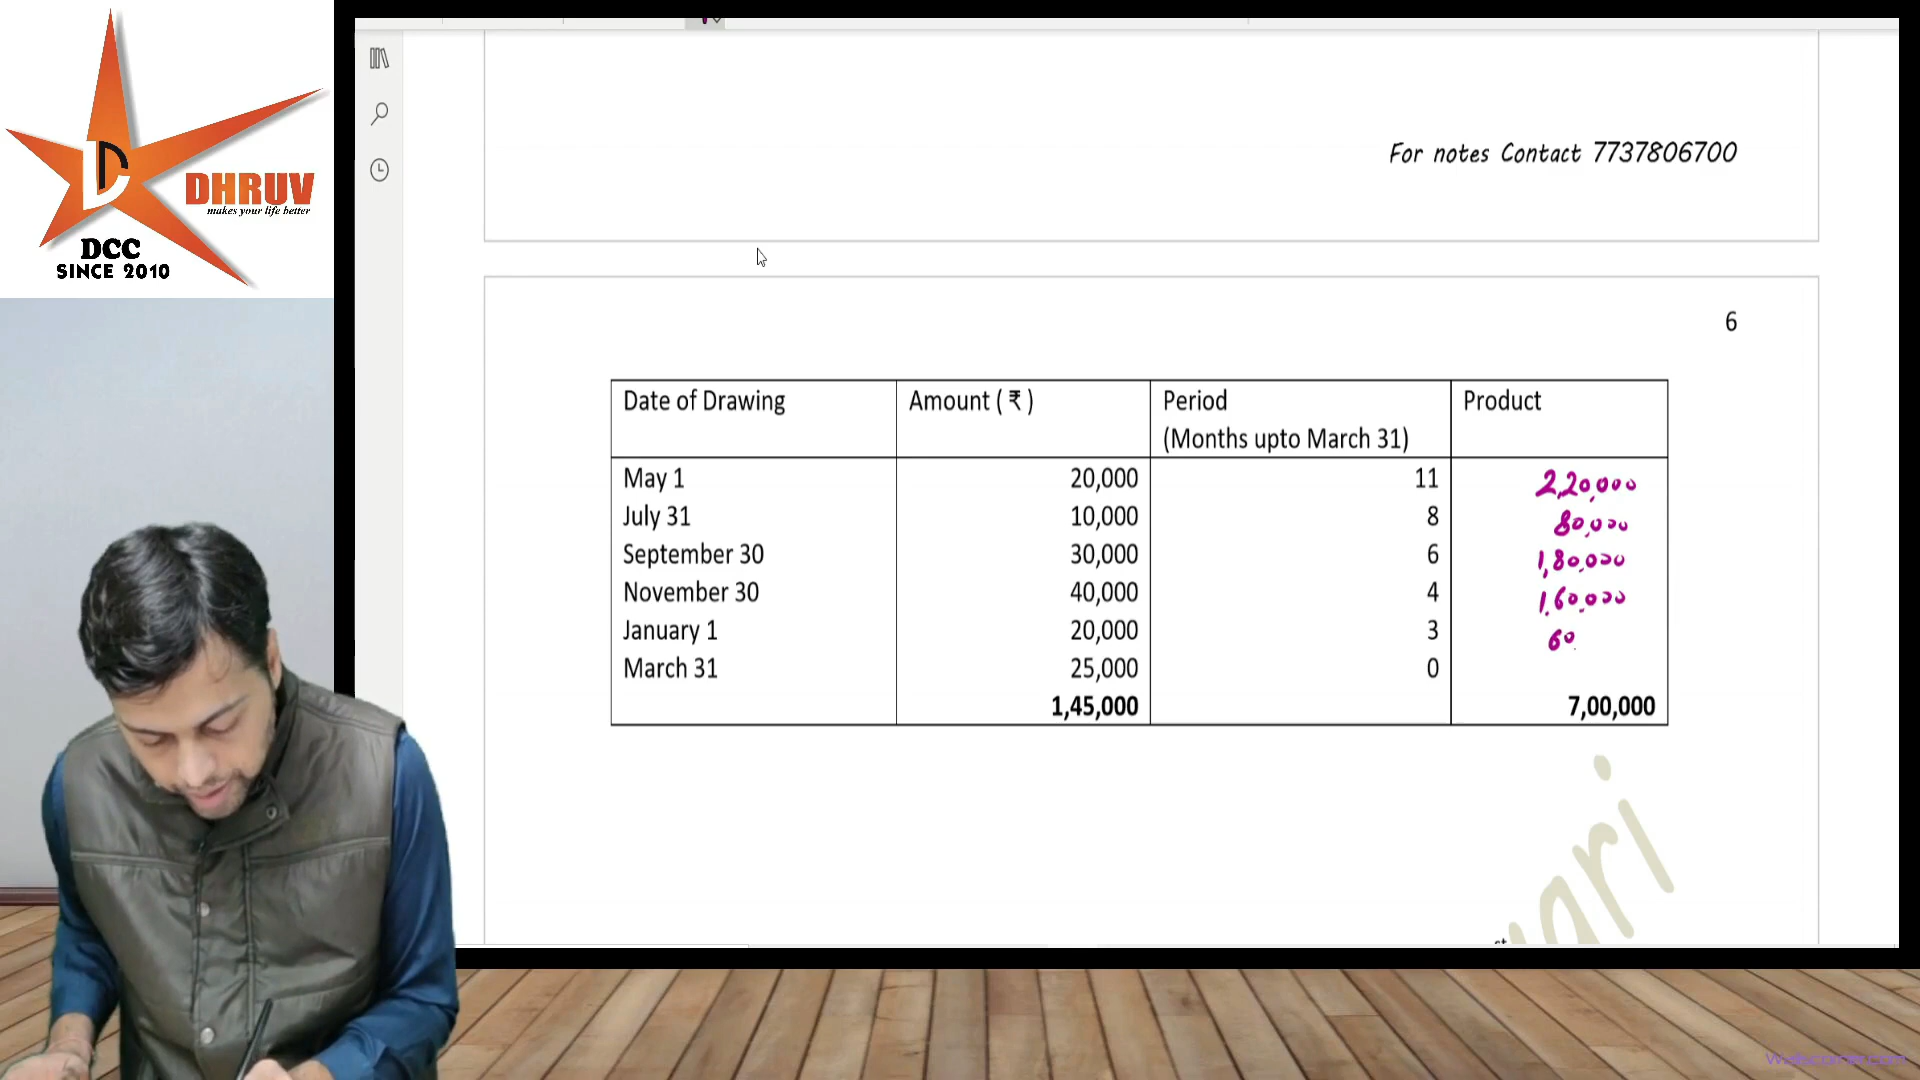 D
DHRUV
makes your life better
DCC
SINCE 2010
For notes Contact 7737806700
6
Date of Drawing Amount ( ₹ ) Period (Months upto March 31) Product
May 1 20,000 11 2,20,000
July 31 10,000 8 80,000
September 30 30,000 6 1,80,000
November 30 40,000 4 1,60,000
January 1 20,000 3 60
March 31 25,000 0
1,45,000 7,00,000
ari
st